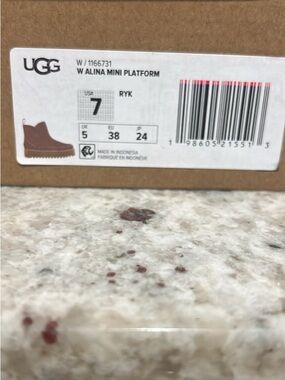 UGG
W / 1166731
W ALINA MINI PLATFORM
US#
7
RYK
UK
5
EU
38
JP
24
MADE IN INDONESIA
FABRIQUÉ EN INDONÉSIE
1 98605 21551 3